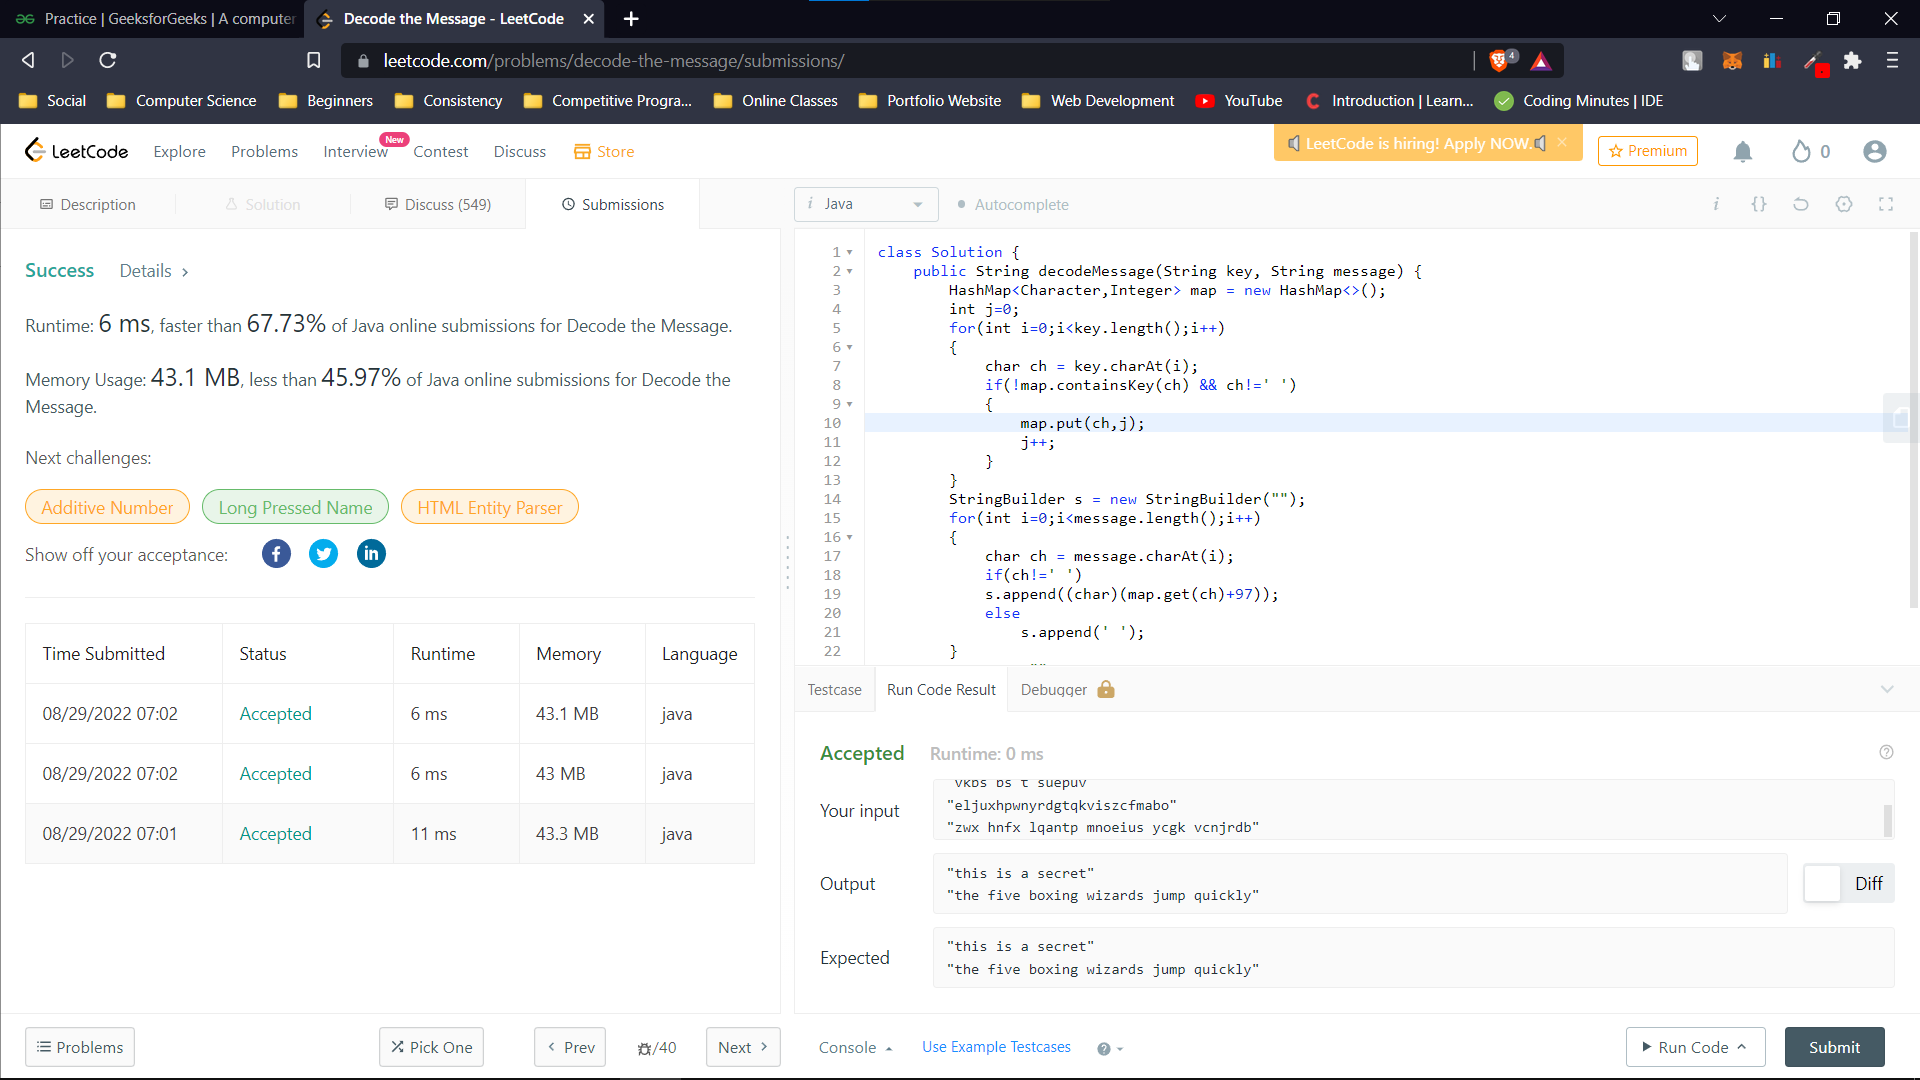 Practice | GeeksforGeeks | A computer
Decode the Message - LeetCode
leetcode.com/problems/decode-the-message/submissions/
4
Social
Computer Science
Beginners
Consistency
Competitive Progra...
Online Classes
Portfolio Website
Web Development
YouTube
Introduction | Learn...
Coding Minutes | IDE
LeetCode
Explore
Problems
Interview
New
Contest
Discuss
Store
LeetCode is hiring! Apply NOW.
Premium
0
Description
Solution
Discuss (549)
Submissions
i Java
Autocomplete
Success
Details
Runtime: 6 ms, faster than 67.73% of Java online submissions for Decode the Message.
Memory Usage: 43.1 MB, less than 45.97% of Java online submissions for Decode the
Message.
Next challenges:
Additive Number
Long Pressed Name
HTML Entity Parser
Show off your acceptance:
Time Submitted Status Runtime Memory Language
08/29/2022 07:02 Accepted 6 ms 43.1 MB java
08/29/2022 07:02 Accepted 6 ms 43 MB java
08/29/2022 07:01 Accepted 11 ms 43.3 MB java
1 class Solution {
2 public String decodeMessage(String key, String message) {
3 HashMap<Character,Integer> map = new HashMap<>();
4 int j=0;
5 for(int i=0;i<key.length();i++)
6 {
7 char ch = key.charAt(i);
8 if(!map.containsKey(ch) && ch!=' ')
9 {
10 map.put(ch,j);
11 j++;
12 }
13 }
14 StringBuilder s = new StringBuilder("");
15 for(int i=0;i<message.length();i++)
16 {
17 char ch = message.charAt(i);
18 if(ch!=' ')
19 s.append((char)(map.get(ch)+97));
20 else
21 s.append(' ');
22 }
Testcase
Run Code Result
Debugger
Accepted
Runtime: 0 ms
Your input
"vkbs bs t suepuv"
"eljuxhpwnyrdgtqkviszcfmabo"
"zwx hnfx lqantp mnoeius ycgk vcnjrdb"
Output
"this is a secret"
"the five boxing wizards jump quickly"
Diff
Expected
"this is a secret"
"the five boxing wizards jump quickly"
Problems
Pick One
Prev
/40
Next
Console
Use Example Testcases
Run Code
Submit